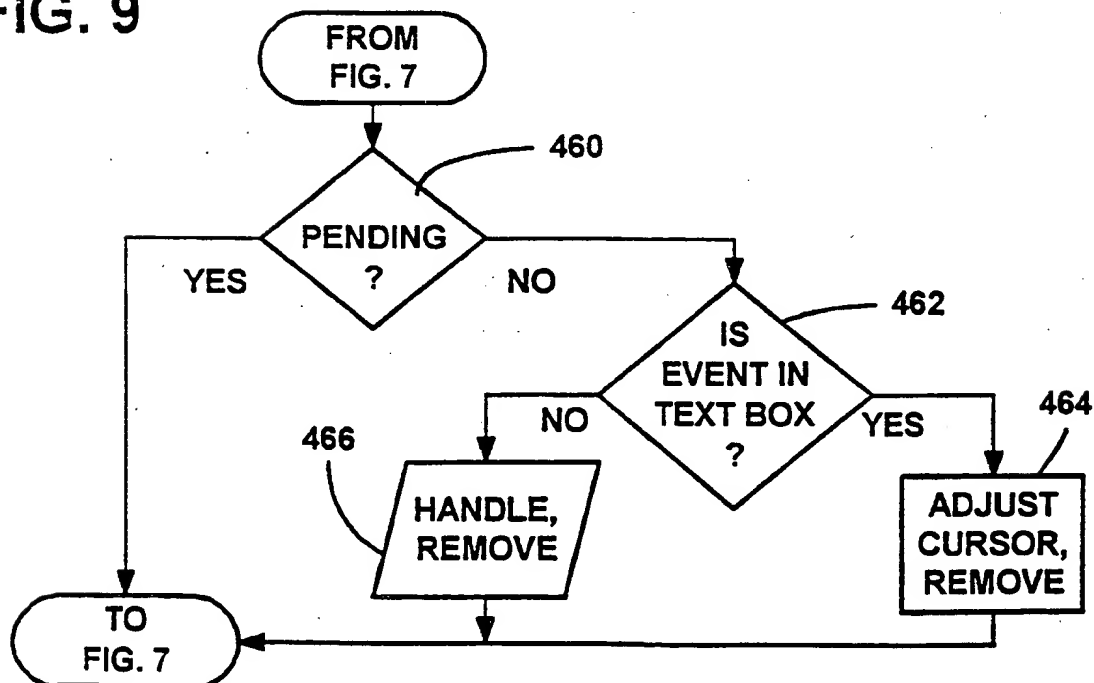 FIG. 9
FROM
FIG. 7
460
PENDING
?
YES
NO
462
IS
EVENT IN
TEXT BOX
?
NO
YES
464
466
HANDLE,
REMOVE
ADJUST
CURSOR,
REMOVE
TO
FIG. 7